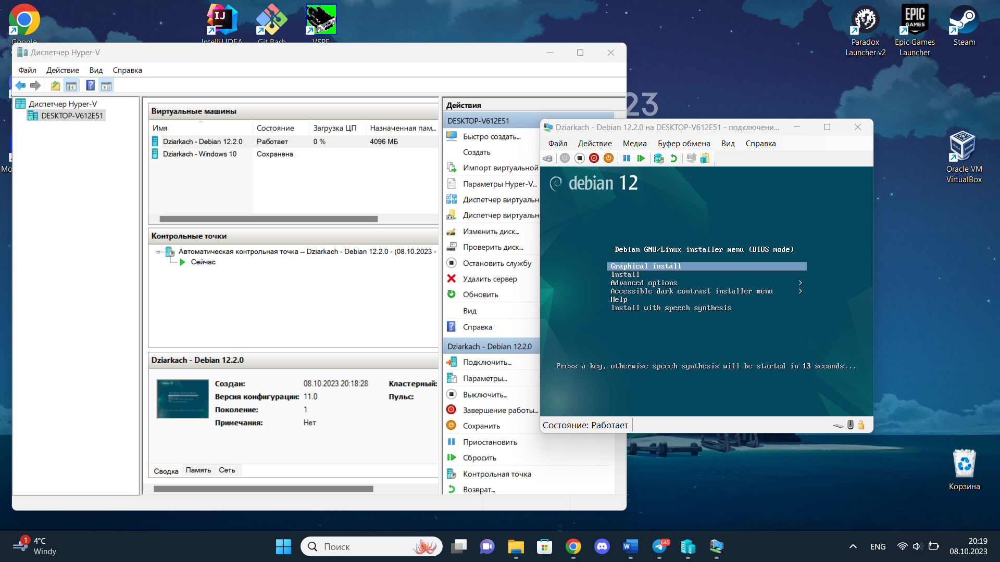 Google
IntelliJ IDEA
Git Bash
VSPE
Paradox
Launcher v2
EPIC
GAMES
Epic Games
Launcher
Steam
23
Диспетчер Hyper-V
Файл Действие Вид Справка
Диспетчер Hyper-V
DESKTOP-V612E51
Виртуальные машины
Имя Состояние Загрузка ЦП Назначенная пам...
Dziarkach - Debian 12.2.0 Работает 0 % 4096 МБ
Dziarkach - Windows 10 Сохранена
Контрольные точки
Автоматическая контрольная точка – Dziarkach - Debian 12.2.0 - (08.10.2023 -
Сейчас
Dziarkach - Debian 12.2.0
Создан: 08.10.2023 20:18:28 Кластерный:
Версия конфигурации: 11.0 Пульс:
Поколение: 1
Примечания: Нет
Сводка Память Сеть
Действия
DESKTOP-V612E51
Быстро создать...
Создать
Импорт виртуальной
Параметры Hyper-V...
Диспетчер виртуальн
Диспетчер виртуальн
Изменить диск...
Проверить диск...
Остановить службу
Удалить сервер
Обновить
Вид
Справка
Dziarkach - Debian 12.2.0
Подключить...
Параметры...
Выключить...
Завершение работы...
Сохранить
Приостановить
Сбросить
Контрольная точка
Возврат...
Dziarkach - Debian 12.2.0 на DESKTOP-V612E51 - подключени...
Файл Действие Медиа Буфер обмена Вид Справка
debian 12
Debian GNU/Linux installer menu (BIOS mode)
Graphical install
Install
Advanced options >
Accessible dark contrast installer menu >
Help
Install with speech synthesis
Press a key, otherwise speech synthesis will be started in 13 seconds...
Состояние: Работает
Oracle VM
VirtualBox
Корзина
1
4°C
Windy
Поиск
645
ENG
20:19
08.10.2023